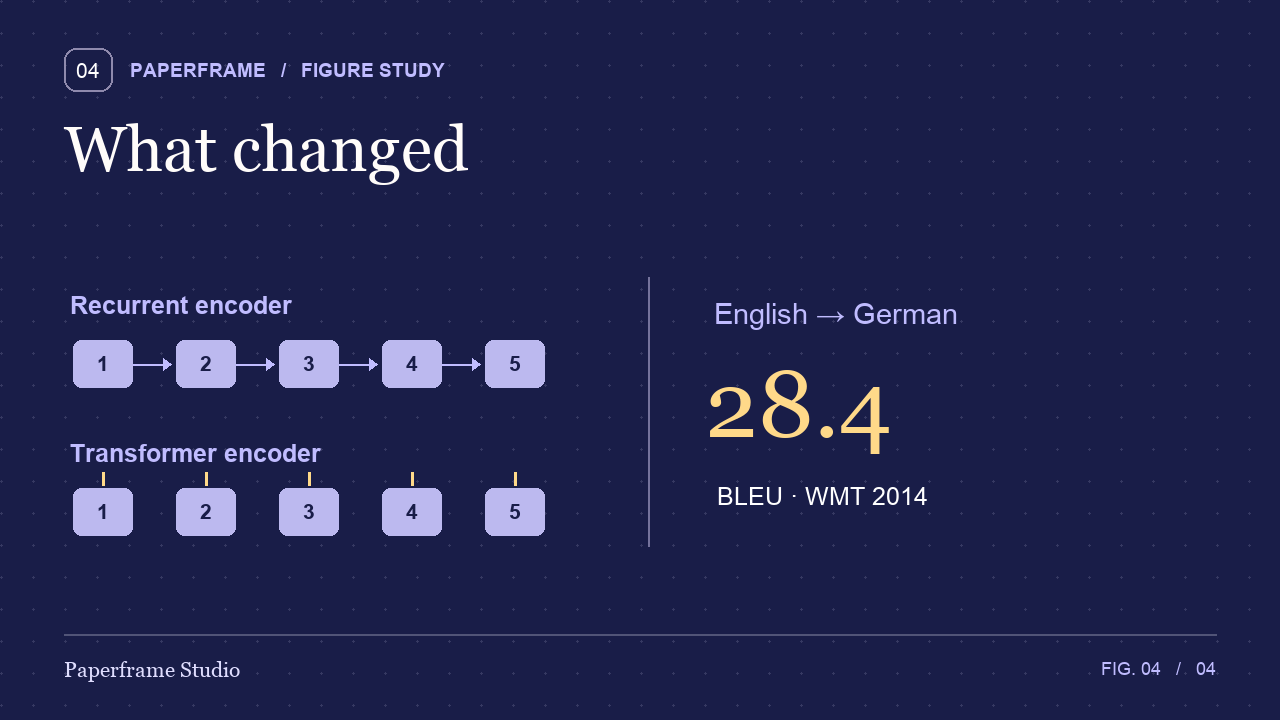 04 PAPERFRAME / FIGURE STUDY
What changed
Recurrent encoder
1 2 3 4 5
Transformer encoder
1 2 3 4 5
English → German
28.4
BLEU · WMT 2014
Paperframe Studio
FIG. 04 / 04